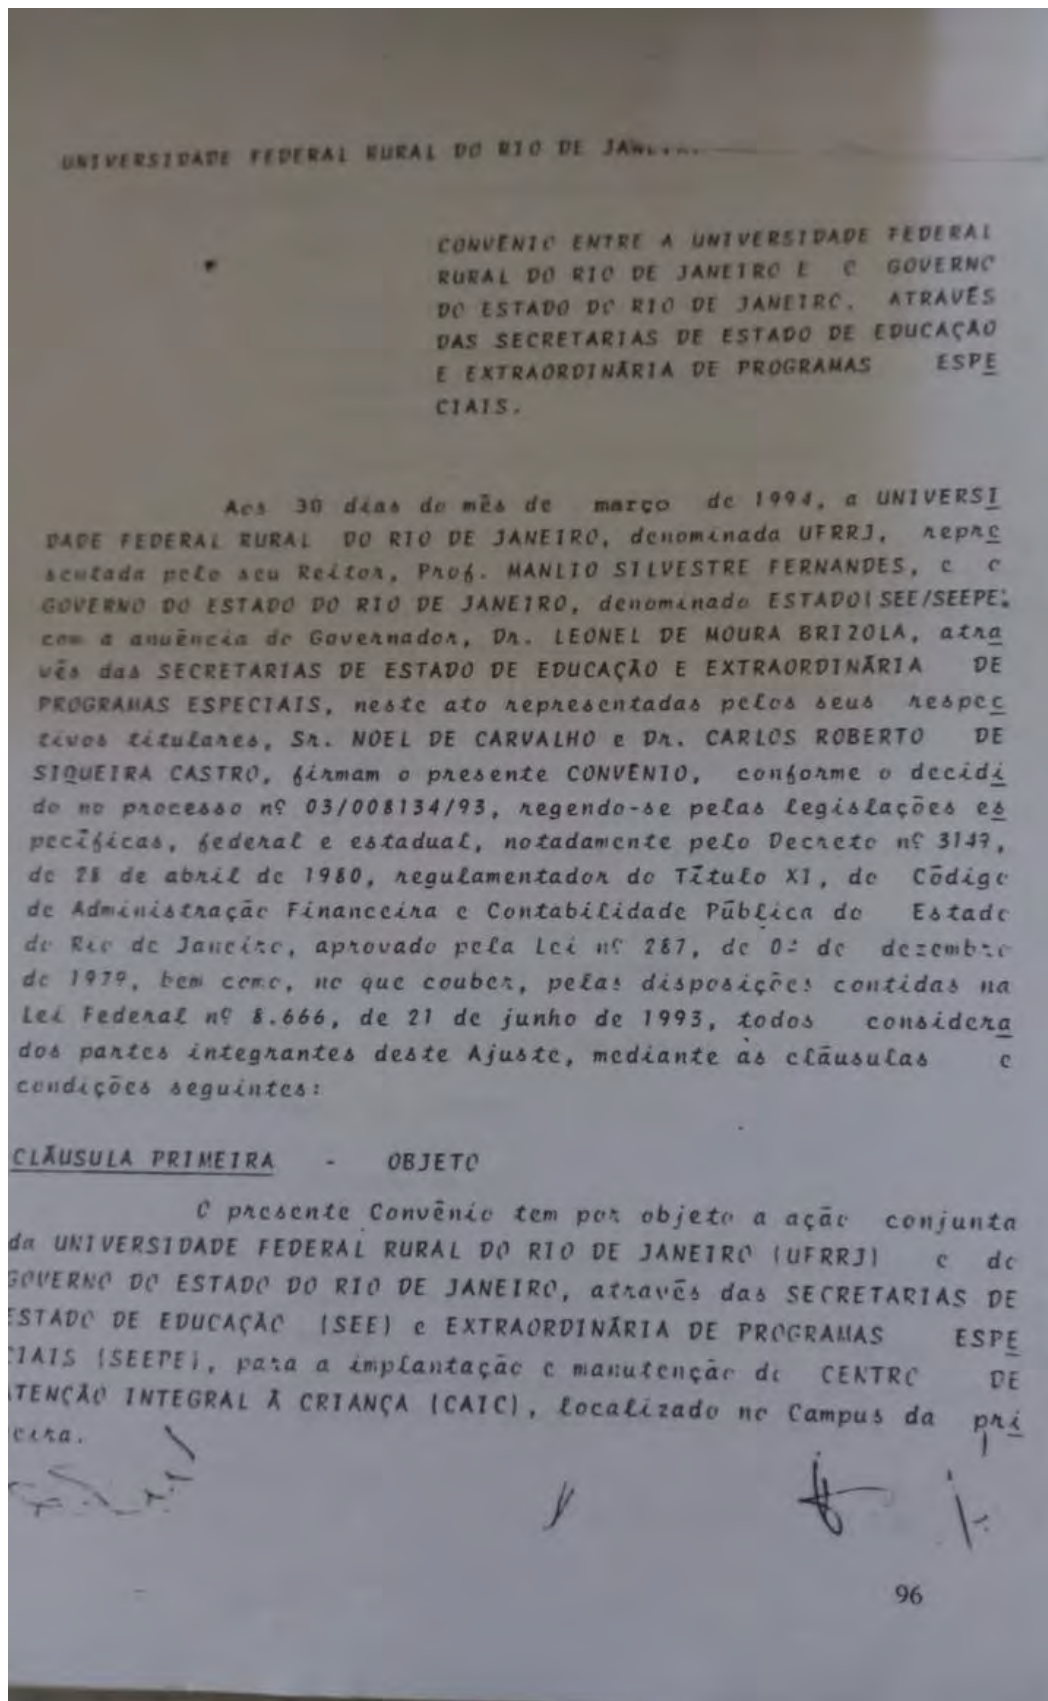 UNIVERSIDADE FEDERAL RURAL DO RIO DE
CONVÊNIO ENTRE A UNIVERSIDADE FEDERAL
RURAL DO RIO DE JANEIRO E O GOVERNO
DO ESTADO DO RIO DE JANEIRO, ATRAVÉS
DAS SECRETARIAS DE ESTADO DE EDUCAÇÃO
E EXTRAORDINÁRIA DE PROGRAMAS ESPE
CIAIS.
Aos 30 dias do mês de março de 1994, a UNIVERSI
DADE FEDERAL RURAL DO RIO DE JANEIRO, denominada UFRRJ, repre
sentada pelo seu Reitor, Prof. MANLIO SILVESTRE FERNANDES, e o
GOVERNO DO ESTADO DO RIO DE JANEIRO, denominado ESTADO(SEE/SEEPE),
com a anuência do Governador, Dr. LEONEL DE MOURA BRIZOLA, atra
vés das SECRETARIAS DE ESTADO DE EDUCAÇÃO E EXTRAORDINÁRIA DE
PROGRAMAS ESPECIAIS, neste ato representadas pelos seus respec
tivos titulares, Sr. NOEL DE CARVALHO e Dr. CARLOS ROBERTO DE
SIQUEIRA CASTRO, firmam o presente CONVÊNIO, conforme o decidi
do no processo nº 03/008134/93, regendo-se pelas legislações es
pecíficas, federal e estadual, notadamente pelo Decreto nº 3149,
de 28 de abril de 1980, regulamentador do Título XI, do Código
de Administração Financeira e Contabilidade Pública do Estado
do Rio de Janeiro, aprovado pela Lei nº 287, de de dezembro
de 1979, bem como, no que couber, pelas disposições contidas na
Lei Federal nº 8.666, de 21 de junho de 1993, todos considera
dos partes integrantes deste Ajuste, mediante as cláusulas e
condições seguintes:
CLÁUSULA PRIMEIRA - OBJETO
O presente Convênio tem por objeto a ação conjunta
da UNIVERSIDADE FEDERAL RURAL DO RIO DE JANEIRO (UFRRJ) e do
GOVERNO DO ESTADO DO RIO DE JANEIRO, através das SECRETARIAS DE
ESTADO DE EDUCAÇÃO (SEE) e EXTRAORDINÁRIA DE PROGRAMAS ESPE
CIAIS (SEEPE), para a implantação e manutenção do CENTRO DE
ATENÇÃO INTEGRAL À CRIANÇA (CAIC), localizado no Campus da pri
ceira.
96